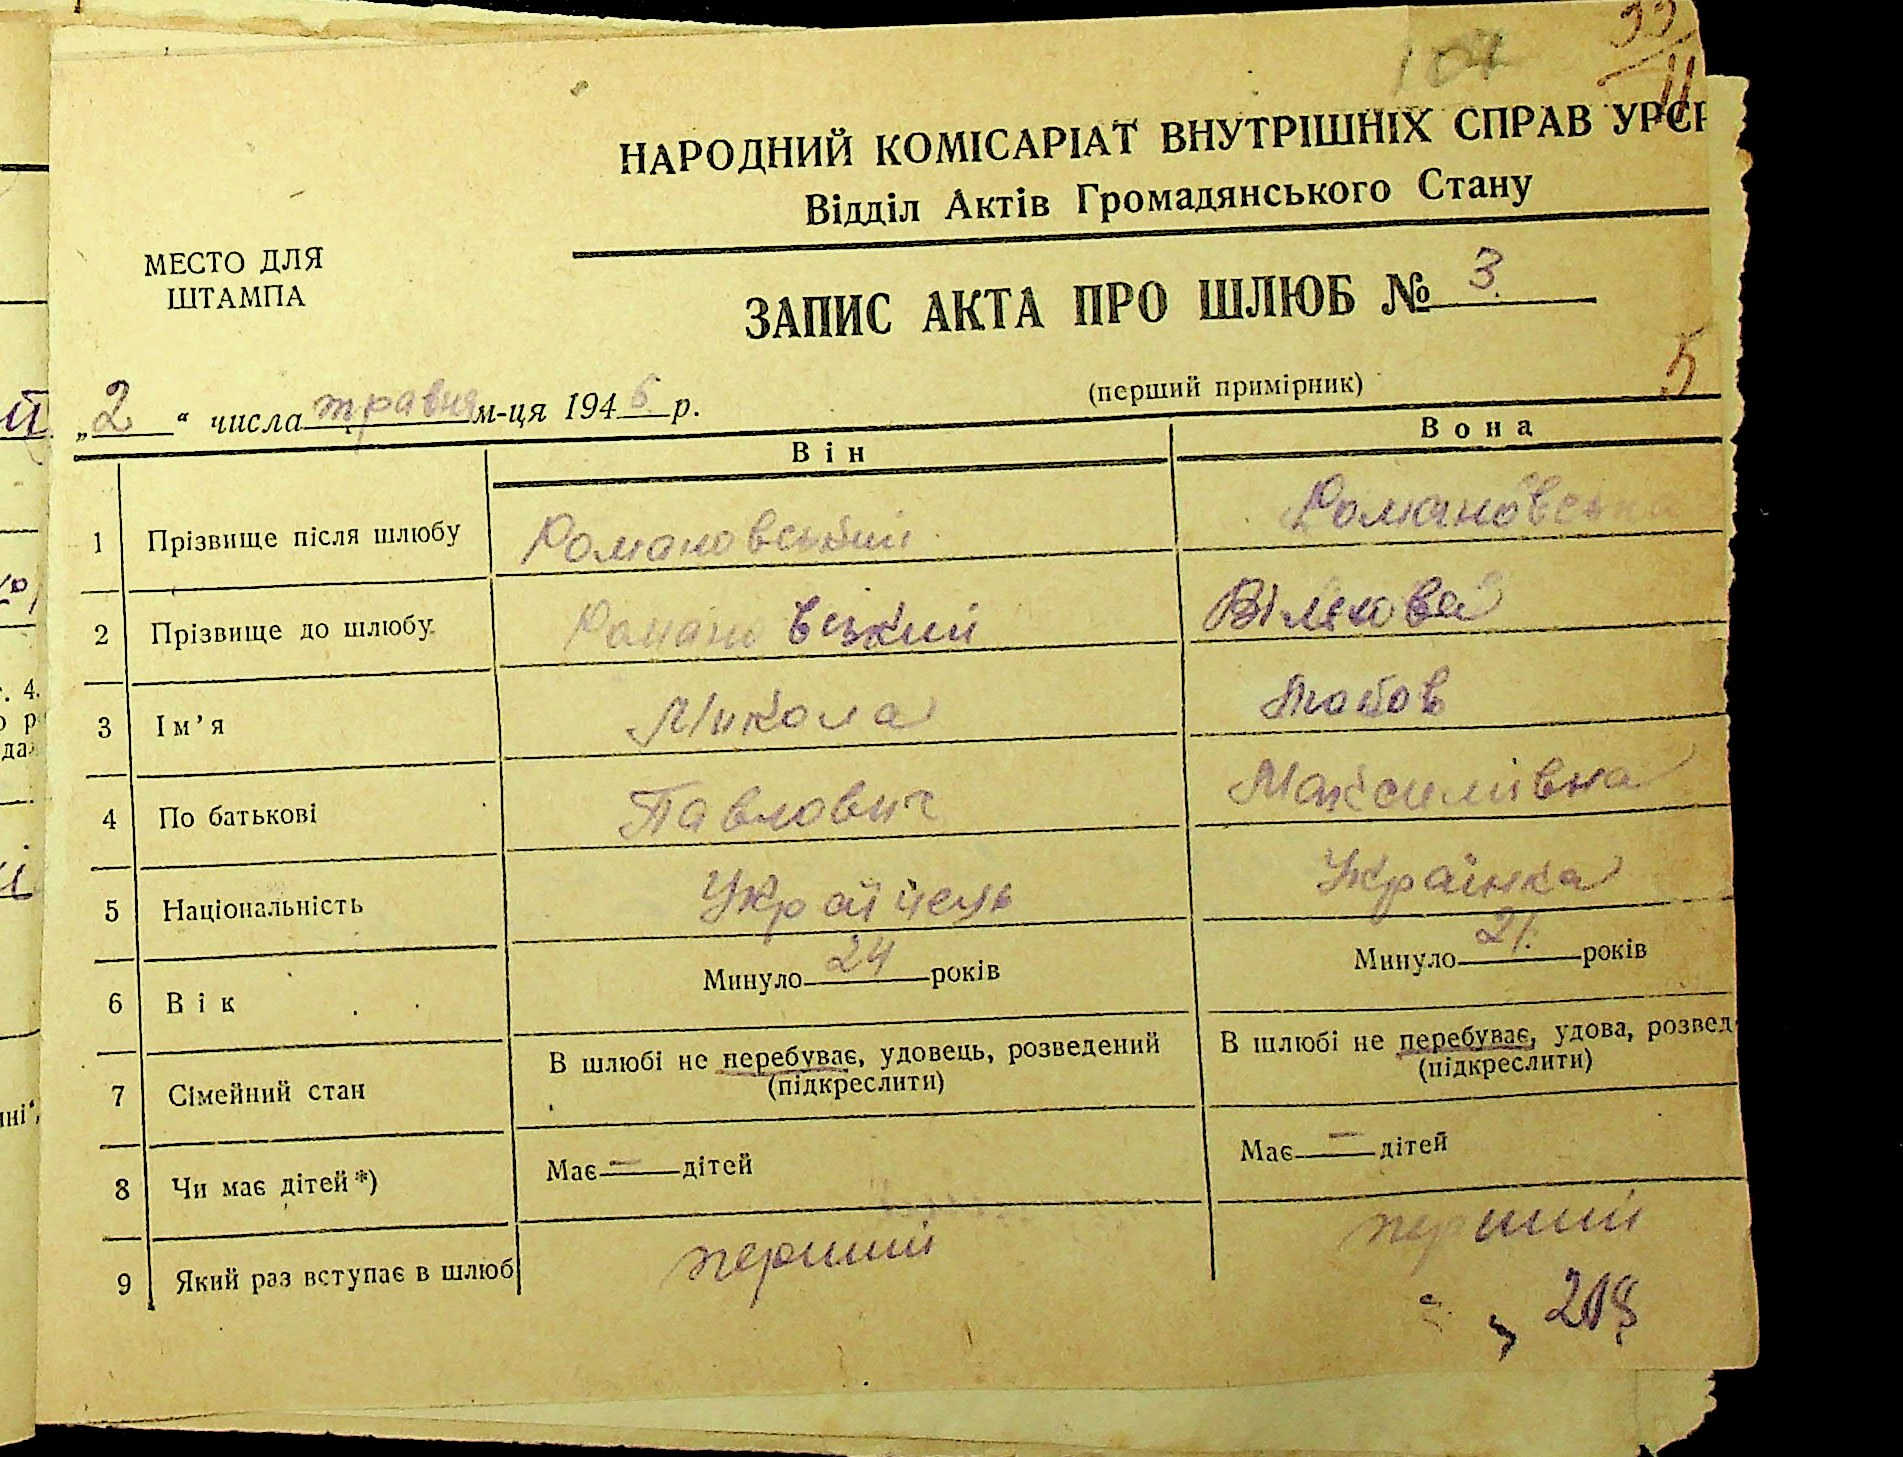 104
33/11
НАРОДНИЙ КОМІСАРІАТ ВНУТРІШНІХ СПРАВ УРСР
Відділ Актів Громадянського Стану
МЕСТО ДЛЯ
ШТАМПА
ЗАПИС АКТА ПРО ШЛЮБ № 3.
5
„2“ числа травня м-ця 1946 р.
(перший примірник)
Він Вона
1 Прізвище після шлюбу Романовський Романовська
2 Прізвище до шлюбу Романовський
3 Ім’я Микола Любов
4 По батькові Павлович Максимівна
5 Національність Українець Українка
6 Вік Минуло 24 років Минуло 21 років
7 Сімейний стан В шлюбі не перебуває, удовець, розведений В шлюбі не перебуває, удова, розвед
(підкреслити) (підкреслити)
8 Чи має дітей*) Має — дітей Має — дітей
9 Який раз вступає в шлюб перший перший
218